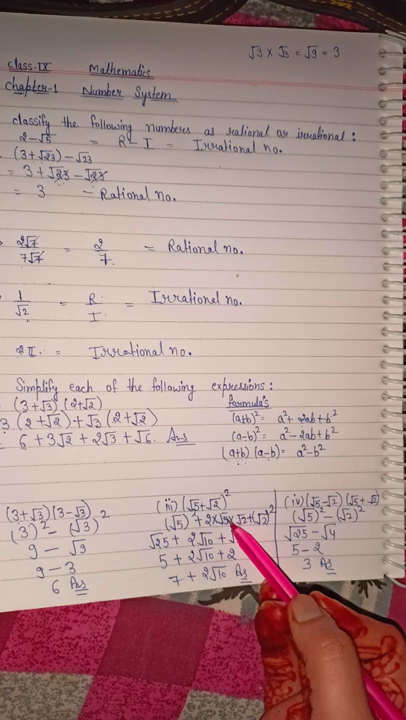 √3 × √3 = √9 = 3
Class-IX Mathematics
Chapter-1 Number System
Classify the following numbers as rational or irrational:
2-√5 = R-I = Irrational no.
(3+√23)-√23
= 3+√23-√23
= 3 - Rational no.
2√7/7√7 = 2/7 = Rational no.
1/√2 = R/I = Irrational no.
= Irrational no.
Simplify each of the following expressions:
(3+√3)(2+√2)
3(2+√2)+√3(2+√2)
6+3√2+2√3+√6. Ans
Formula's
(a+b)² = a²+2ab+b²
(a-b)² = a²-2ab+b²
(a+b)(a-b) = a²-b²
(3+√3)(3-√3)
(3)²-(√3)²
9-√9
9-3
6 Ans
(iii) (√5+√2)²
(√5)²+2×√5×√2+(√2)²
√25+2√10+
5+2√10+2
7+2√10 Ans
(iv) (√5-√2)(√5+√2)
(√5)²-(√2)²
√25-√4
5-2
3 Ans